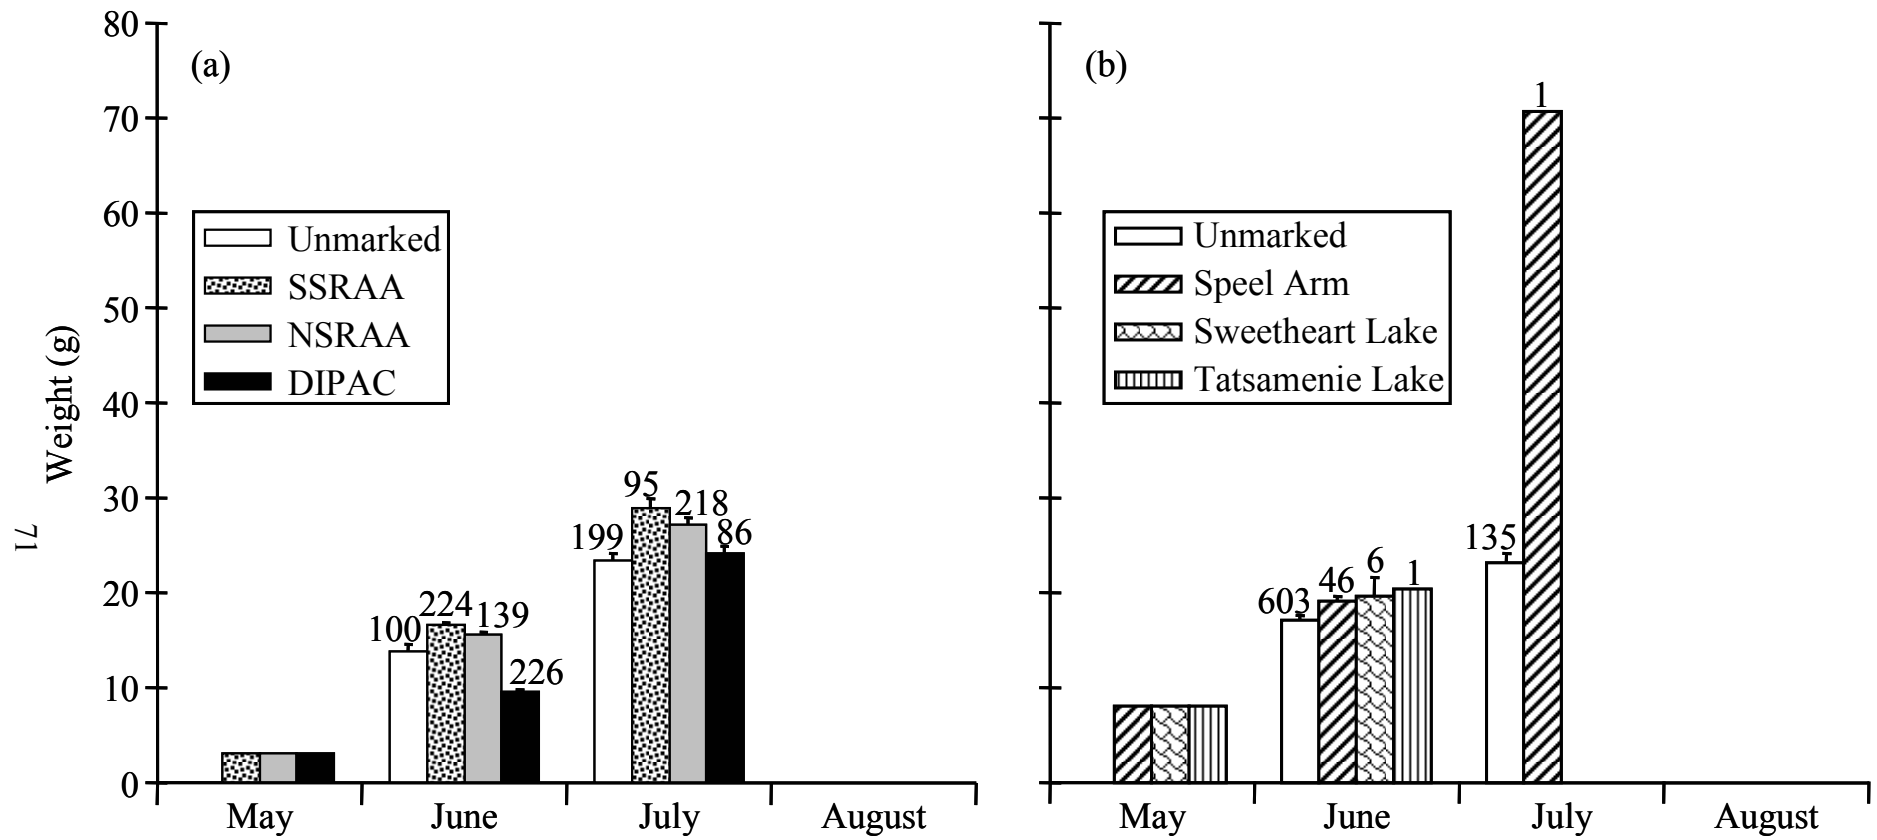 (a)
80
70
60
50
40
30
20
10
0
Weight (g)
71
Unmarked
SSRAA
NSRAA
DIPAC
100
224
139
226
199
95
218
86
May
June
July
August
(b)
Unmarked
Speel Arm
Sweetheart Lake
Tatsamenie Lake
603
46
6
1
135
1
May
June
July
August